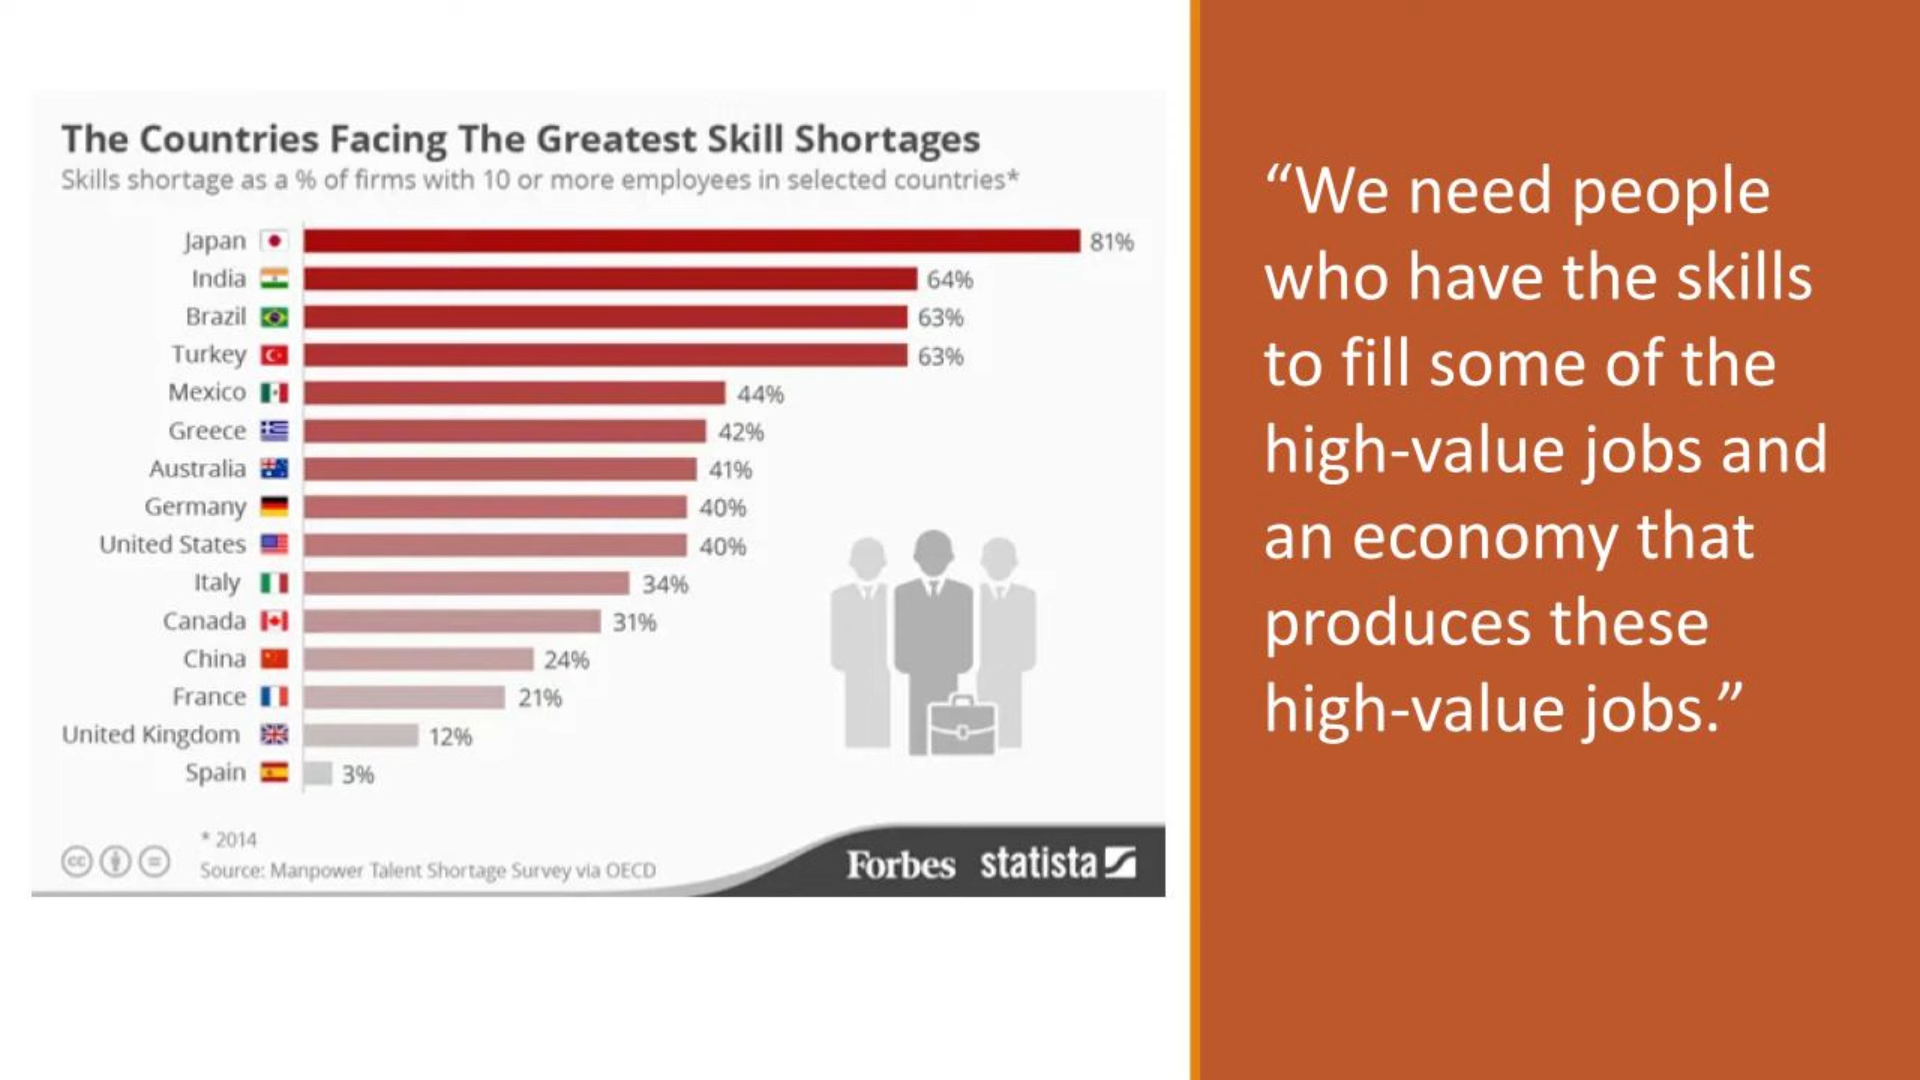 The Countries Facing The Greatest Skill Shortages
Skills shortage as a % of firms with 10 or more employees in selected countries*
Japan 81%
India 64%
Brazil 63%
Turkey 63%
Mexico 44%
Greece 42%
Australia 41%
Germany 40%
United States 40%
Italy 34%
Canada 31%
China 24%
France 21%
United Kingdom 12%
Spain 3%
* 2014
Source: Manpower Talent Shortage Survey via OECD
cc
Forbes statista
“We need people
who have the skills
to fill some of the
high-value jobs and
an economy that
produces these
high-value jobs.”